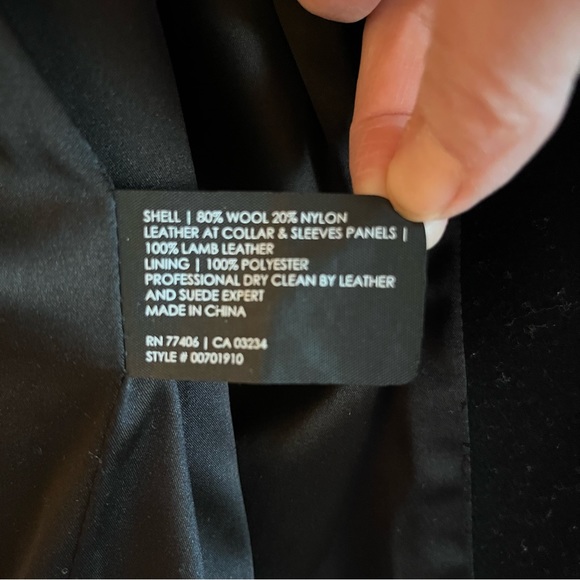 SHELL | 80% WOOL 20% NYLON
LEATHER AT COLLAR & SLEEVES PANELS |
100% LAMB LEATHER
LINING | 100% POLYESTER
PROFESSIONAL DRY CLEAN BY LEATHER
AND SUEDE EXPERT
MADE IN CHINA
RN 77406 | CA 03234
STYLE # 00701910